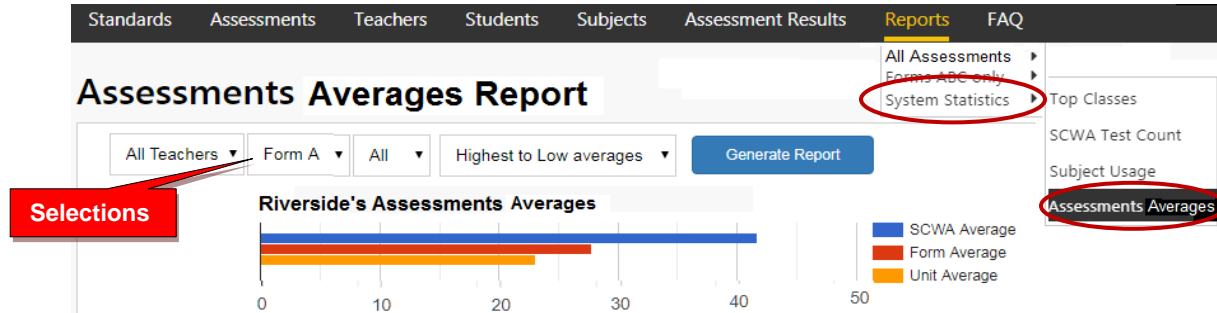 Standards Assessments Teachers Students Subjects Assessment Results Reports FAQ
All Assessments
Forms ABC only
System Statistics
Top Classes
SCWA Test Count
Subject Usage
Assessments Averages
Assessments Averages Report
All Teachers Form A All Highest to Low averages Generate Report
Selections
Riverside's Assessments Averages
SCWA Average
Form Average
Unit Average
0 10 20 30 40 50